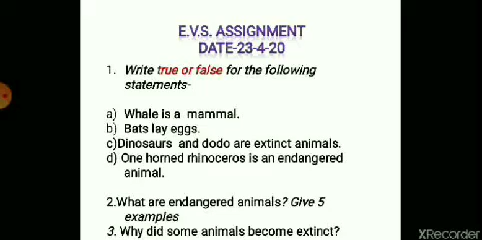 E.V.S. ASSIGNMENT
DATE-23-4-20
1. Write true or false for the following
statements-
a) Whale is a mammal.
b) Bats lay eggs.
c)Dinosaurs and dodo are extinct animals.
d) One horned rhinoceros is an endangered
animal.
2.What are endangered animals? Give 5
examples
3. Why did some animals become extinct?
XRecorder